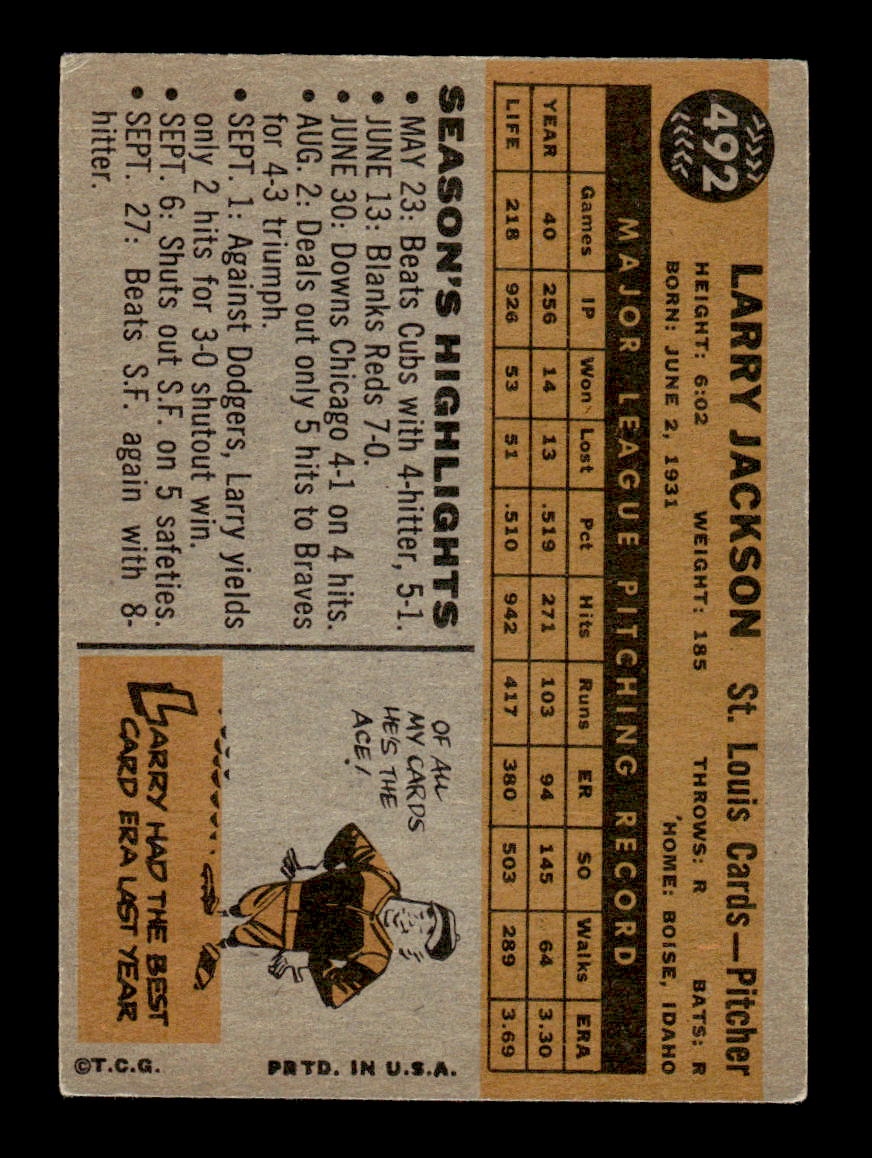 492
LARRY JACKSON St. Louis Cards—Pitcher
HEIGHT: 6:02 WEIGHT: 185 THROWS: R BATS: R
BORN: JUNE 2, 1931 HOME: BOISE, IDAHO
MAJOR LEAGUE PITCHING RECORD
Games IP Won Lost Pct Hits Runs ER SO Walks ERA
YEAR 40 256 14 13 .519 271 103 94 145 64 3.30
LIFE 218 926 53 51 .510 942 417 380 503 289 3.69
SEASON'S HIGHLIGHTS
• MAY 23: Beats Cubs with 4-hitter, 5-1.
• JUNE 13: Blanks Reds 7-0.
• JUNE 30: Downs Chicago 4-1 on 4 hits.
• AUG. 2: Deals out only 5 hits to Braves
for 4-3 triumph.
• SEPT. 1: Against Dodgers, Larry yields
only 2 hits for 3-0 shutout win.
• SEPT. 6: Shuts out S.F. on 5 safeties.
• SEPT. 27: Beats S.F. again with 8-
hitter.
OF ALL
MY CARDS
HE'S THE
ACE!
LARRY HAD THE BEST
CARD ERA LAST YEAR
©T.C.G. PRTD. IN U.S.A.